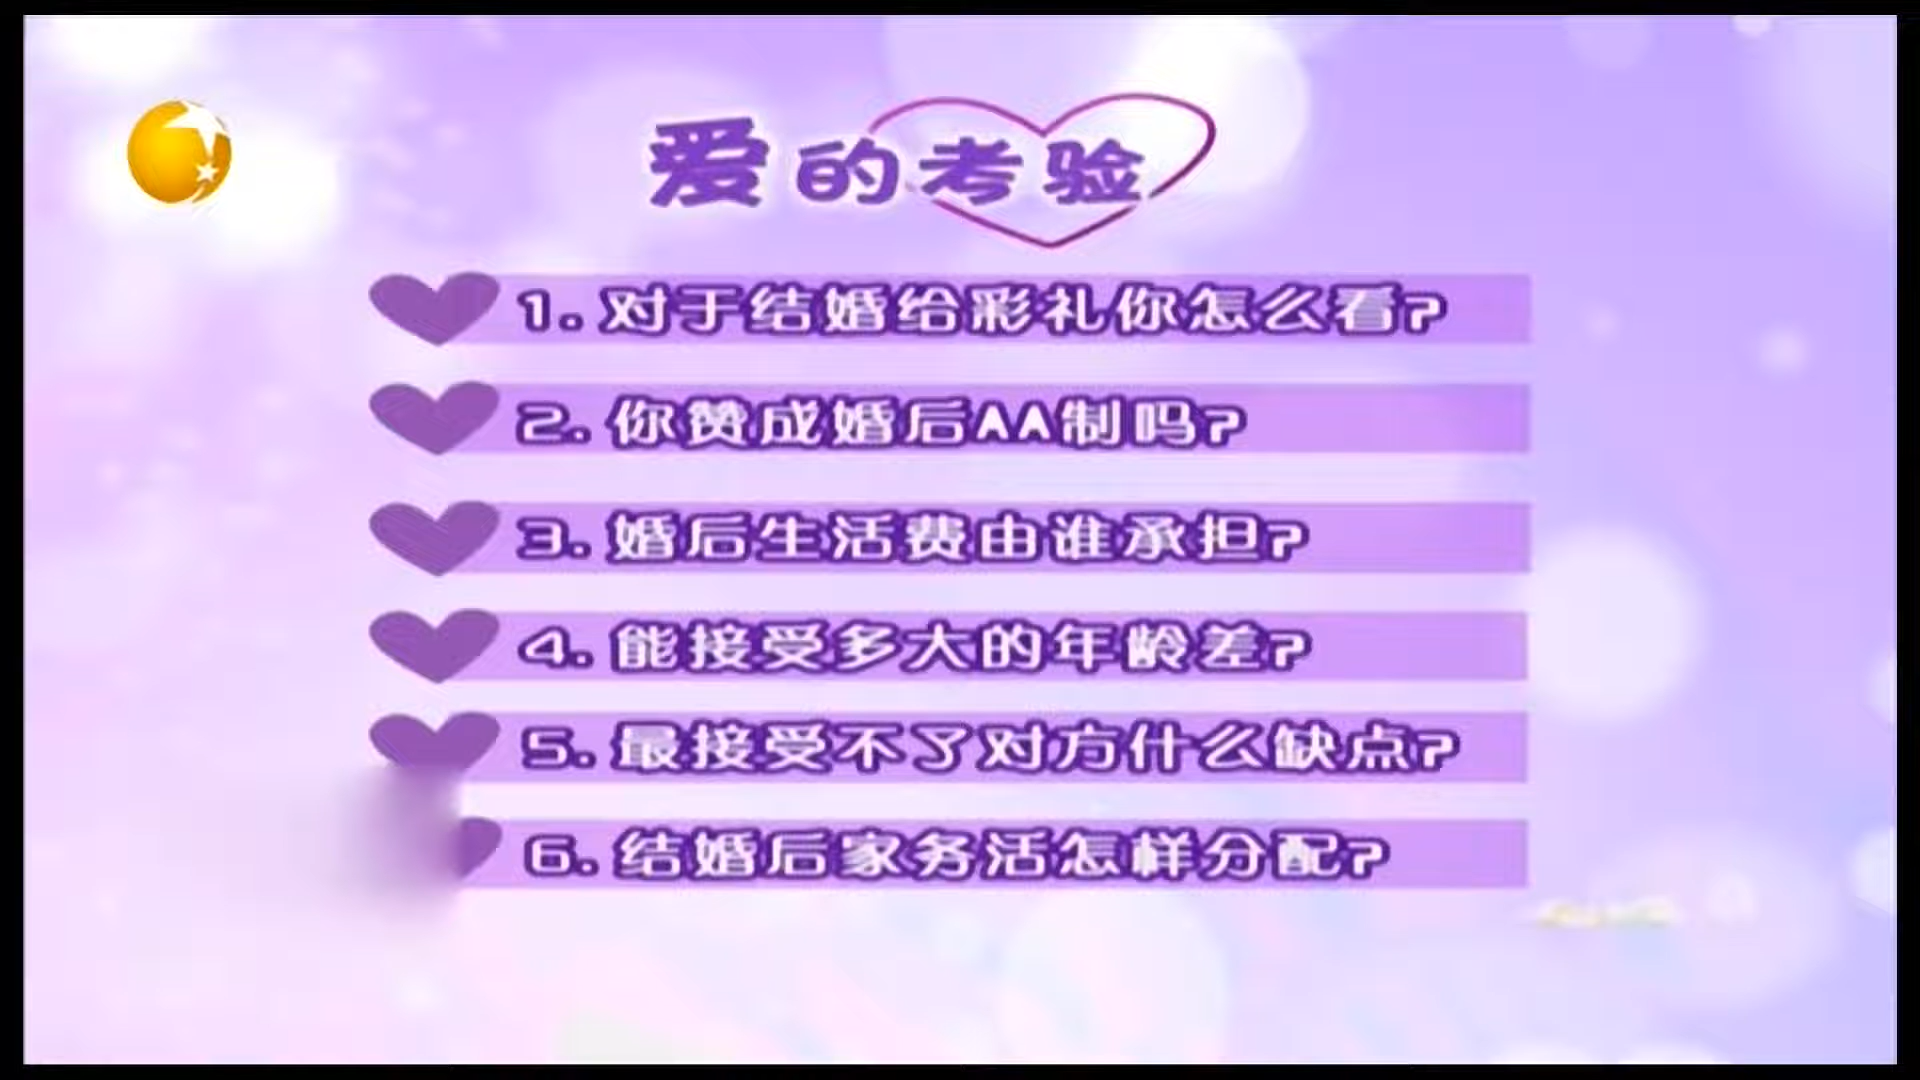 爱的考验
1.对于结婚给彩礼你怎么看?
2.你赞成婚后AA制吗?
3.婚后生活费由谁承担?
4.能接受多大的年龄差?
5.最接受不了对方什么缺点?
6.结婚后家务活怎样分配?